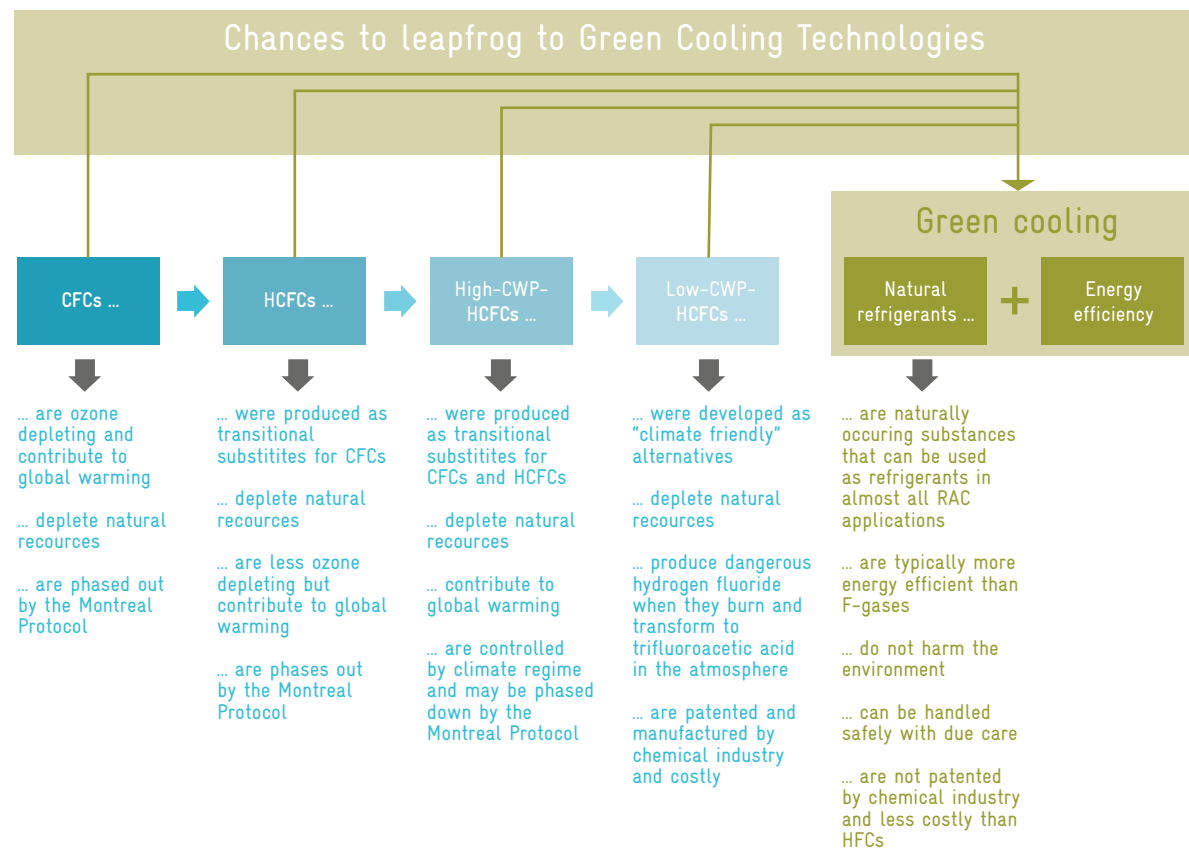 Chances to leapfrog to Green Cooling Technologies
Green cooling
CFCs ...
HCFCs ...
High-CWP-
HCFCs ...
Low-CWP-
HCFCs ...
Natural
refrigerants ...
+
Energy
efficiency
... are ozone
depleting and
contribute to
global warming
... deplete natural
recources
... are phased out
by the Montreal
Protocol
... were produced as
transitional
substitites for CFCs
... deplete natural
recources
... are less ozone
depleting but
contribute to global
warming
... are phases out
by the Montreal
Protocol
... were produced
as transitional
substitites for
CFCs and HCFCs
... deplete natural
recources
... contribute to
global warming
... are controlled
by climate regime
and may be phased
down by the
Montreal Protocol
... were developed as
"climate friendly"
alternatives
... deplete natural
recources
... produce dangerous
hydrogen fluoride
when they burn and
transform to
trifluoroacetic acid
in the atmosphere
... are patented and
manufactured by
chemical industry
and costly
... are naturally
occuring substances
that can be used
as refrigerants in
almost all RAC
applications
... are typically more
energy efficient than
F-gases
... do not harm the
environment
... can be handled
safely with due care
... are not patented
by chemical industry
and less costly than
HFCs